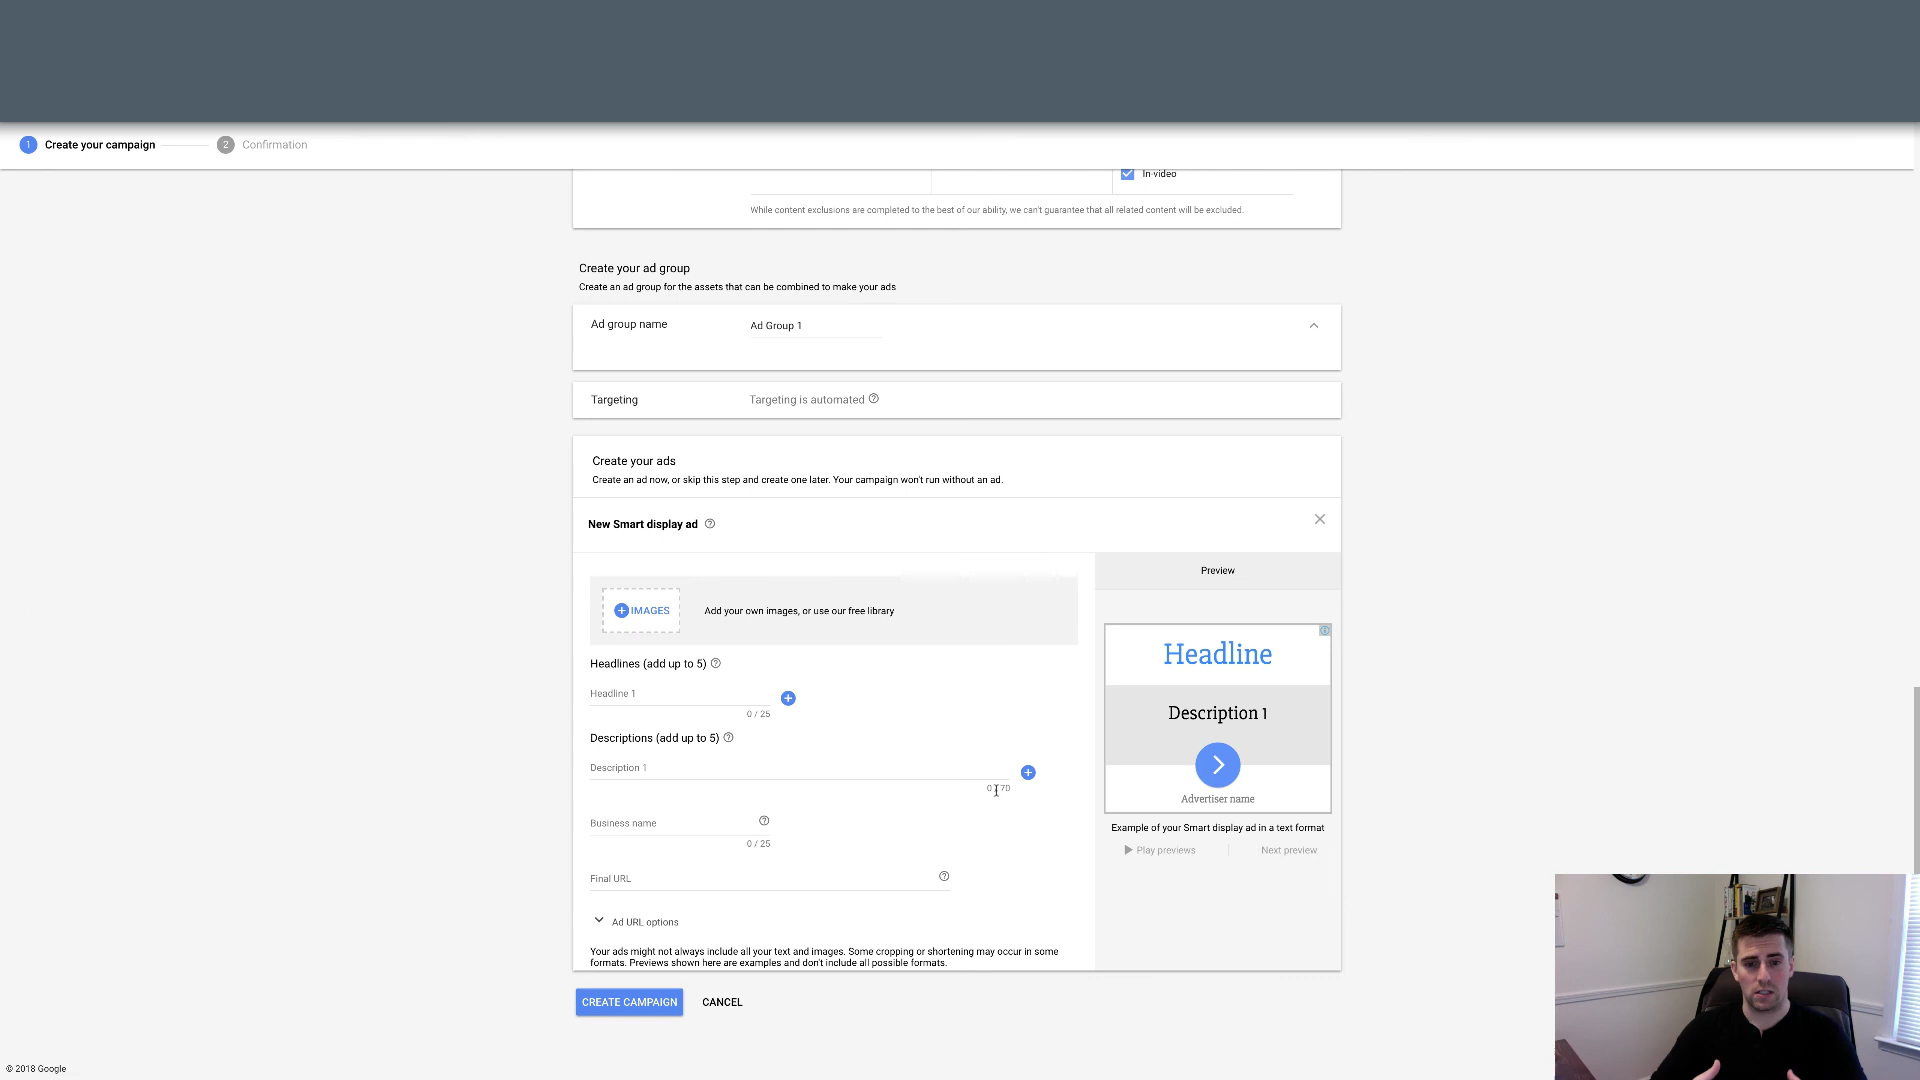 1 Create your campaign 2 Confirmation
In-video
While content exclusions are completed to the best of our ability, we can't guarantee that all related content will be excluded.
Create your ad group
Create an ad group for the assets that can be combined to make your ads
Ad group name Ad Group 1
Targeting Targeting is automated
Create your ads
Create an ad now, or skip this step and create one later. Your campaign won't run without an ad.
New Smart display ad
Preview
IMAGES Add your own images, or use our free library
Headlines (add up to 5)
Headline 1
0 / 25
Descriptions (add up to 5)
Description 1
0 / 70
Business name
0 / 25
Final URL
Ad URL options
Your ads might not always include all your text and images. Some cropping or shortening may occur in some
formats. Previews shown here are examples and don't include all possible formats.
Headline
Description 1
Advertiser name
Example of your Smart display ad in a text format
Play previews Next preview
CREATE CAMPAIGN CANCEL
© 2018 Google